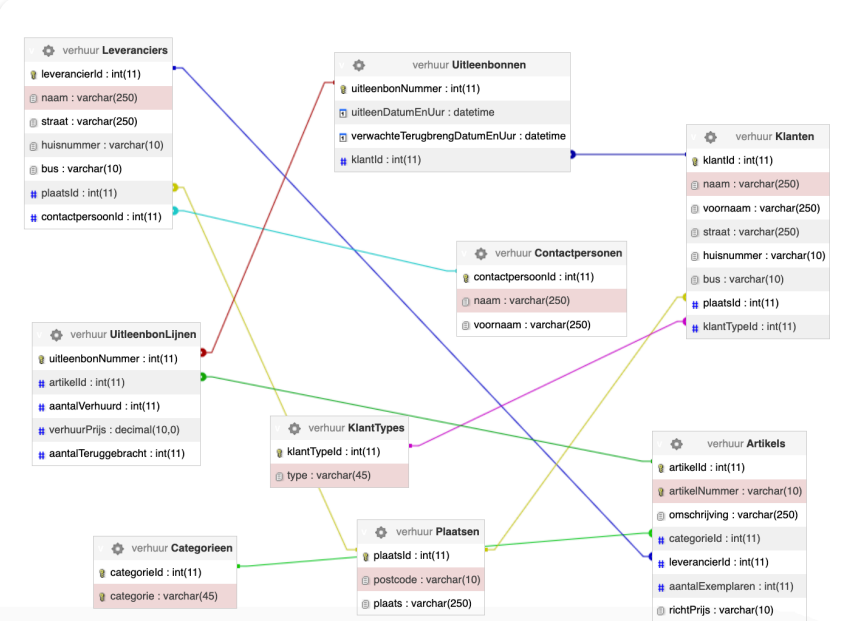 verhuur Leveranciers
leverancierId : int(11)
naam : varchar(250)
straat : varchar(250)
huisnummer : varchar(10)
bus : varchar(10)
plaatsId : int(11)
contactpersoonId : int(11)
verhuur Uitleenbonnen
uitleenbonNummer : int(11)
uitleenDatumEnUur : datetime
verwachteTerugbrengDatumEnUur : datetime
klantId : int(11)
verhuur Klanten
klantId : int(11)
naam : varchar(250)
voornaam : varchar(250)
straat : varchar(250)
huisnummer : varchar(10)
bus : varchar(10)
plaatsId : int(11)
klantTypeId : int(11)
verhuur Contactpersonen
contactpersoonId : int(11)
naam : varchar(250)
voornaam : varchar(250)
verhuur UitleenbonLijnen
uitleenbonNummer : int(11)
artikelId : int(11)
aantalVerhuurd : int(11)
verhuurPrijs : decimal(10,0)
aantalTeruggebracht : int(11)
verhuur KlantTypes
klantTypeId : int(11)
type : varchar(45)
verhuur Artikels
artikelId : int(11)
artikelNummer : varchar(10)
omschrijving : varchar(250)
categorieId : int(11)
leverancierId : int(11)
aantalExemplaren : int(11)
richtPrijs : varchar(10)
verhuur Categorieen
categorieId : int(11)
categorie : varchar(45)
verhuur Plaatsen
plaatsId : int(11)
postcode : varchar(10)
plaats : varchar(250)